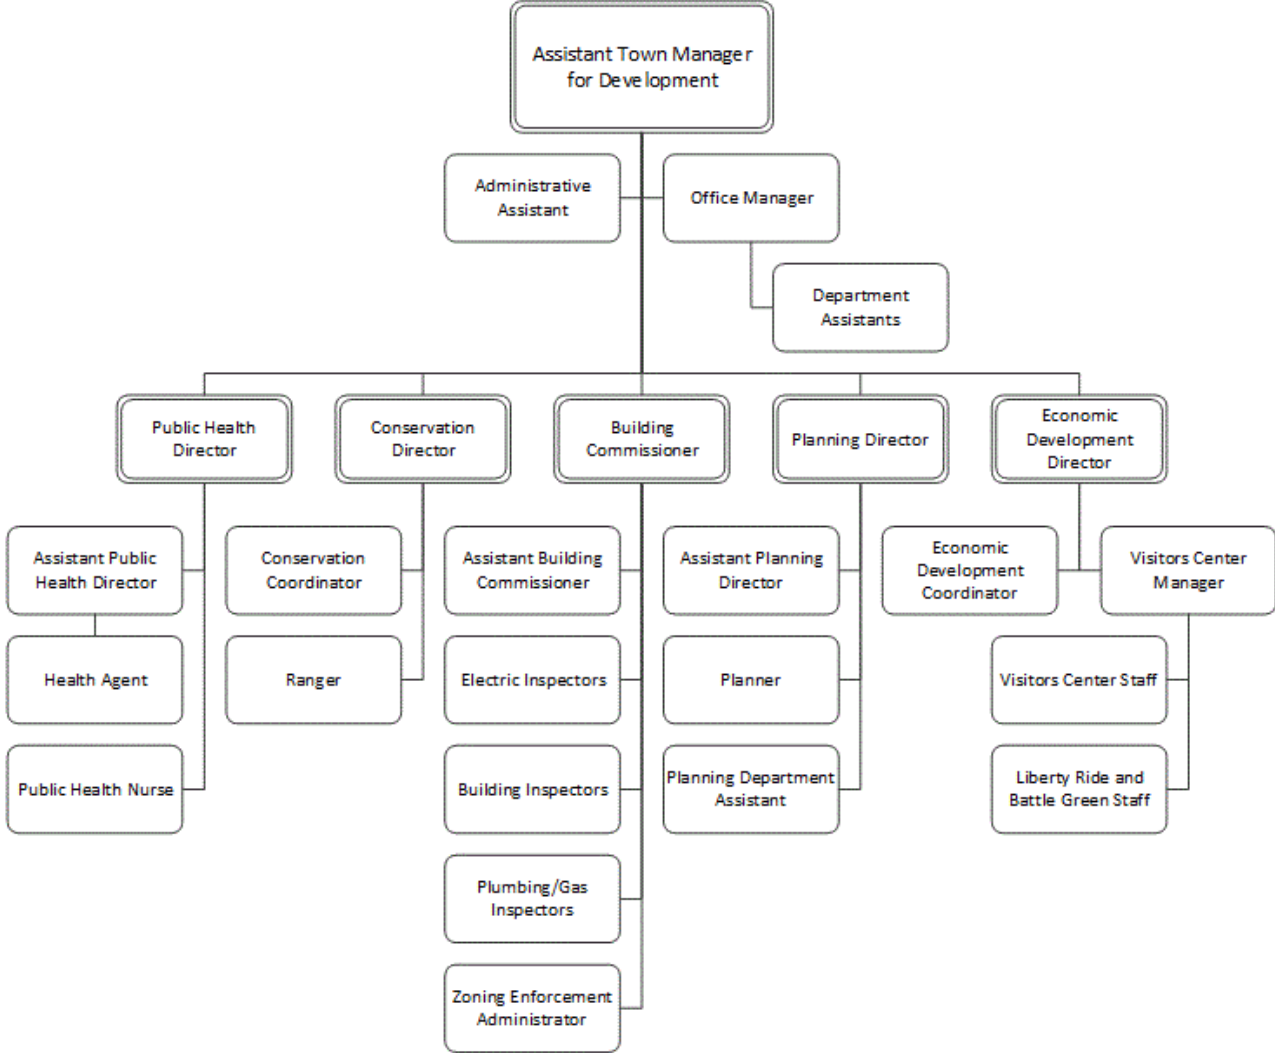 Assistant Town Manager
for Development
Administrative
Assistant
Office Manager
Department
Assistants
Public Health
Director
Conservation
Director
Building
Commissioner
Planning Director
Economic
Development
Director
Assistant Public
Health Director
Conservation
Coordinator
Assistant Building
Commissioner
Assistant Planning
Director
Economic
Development
Coordinator
Visitors Center
Manager
Health Agent
Ranger
Electric Inspectors
Planner
Visitors Center Staff
Public Health Nurse
Building Inspectors
Planning Department
Assistant
Liberty Ride and
Battle Green Staff
Plumbing/Gas
Inspectors
Zoning Enforcement
Administrator